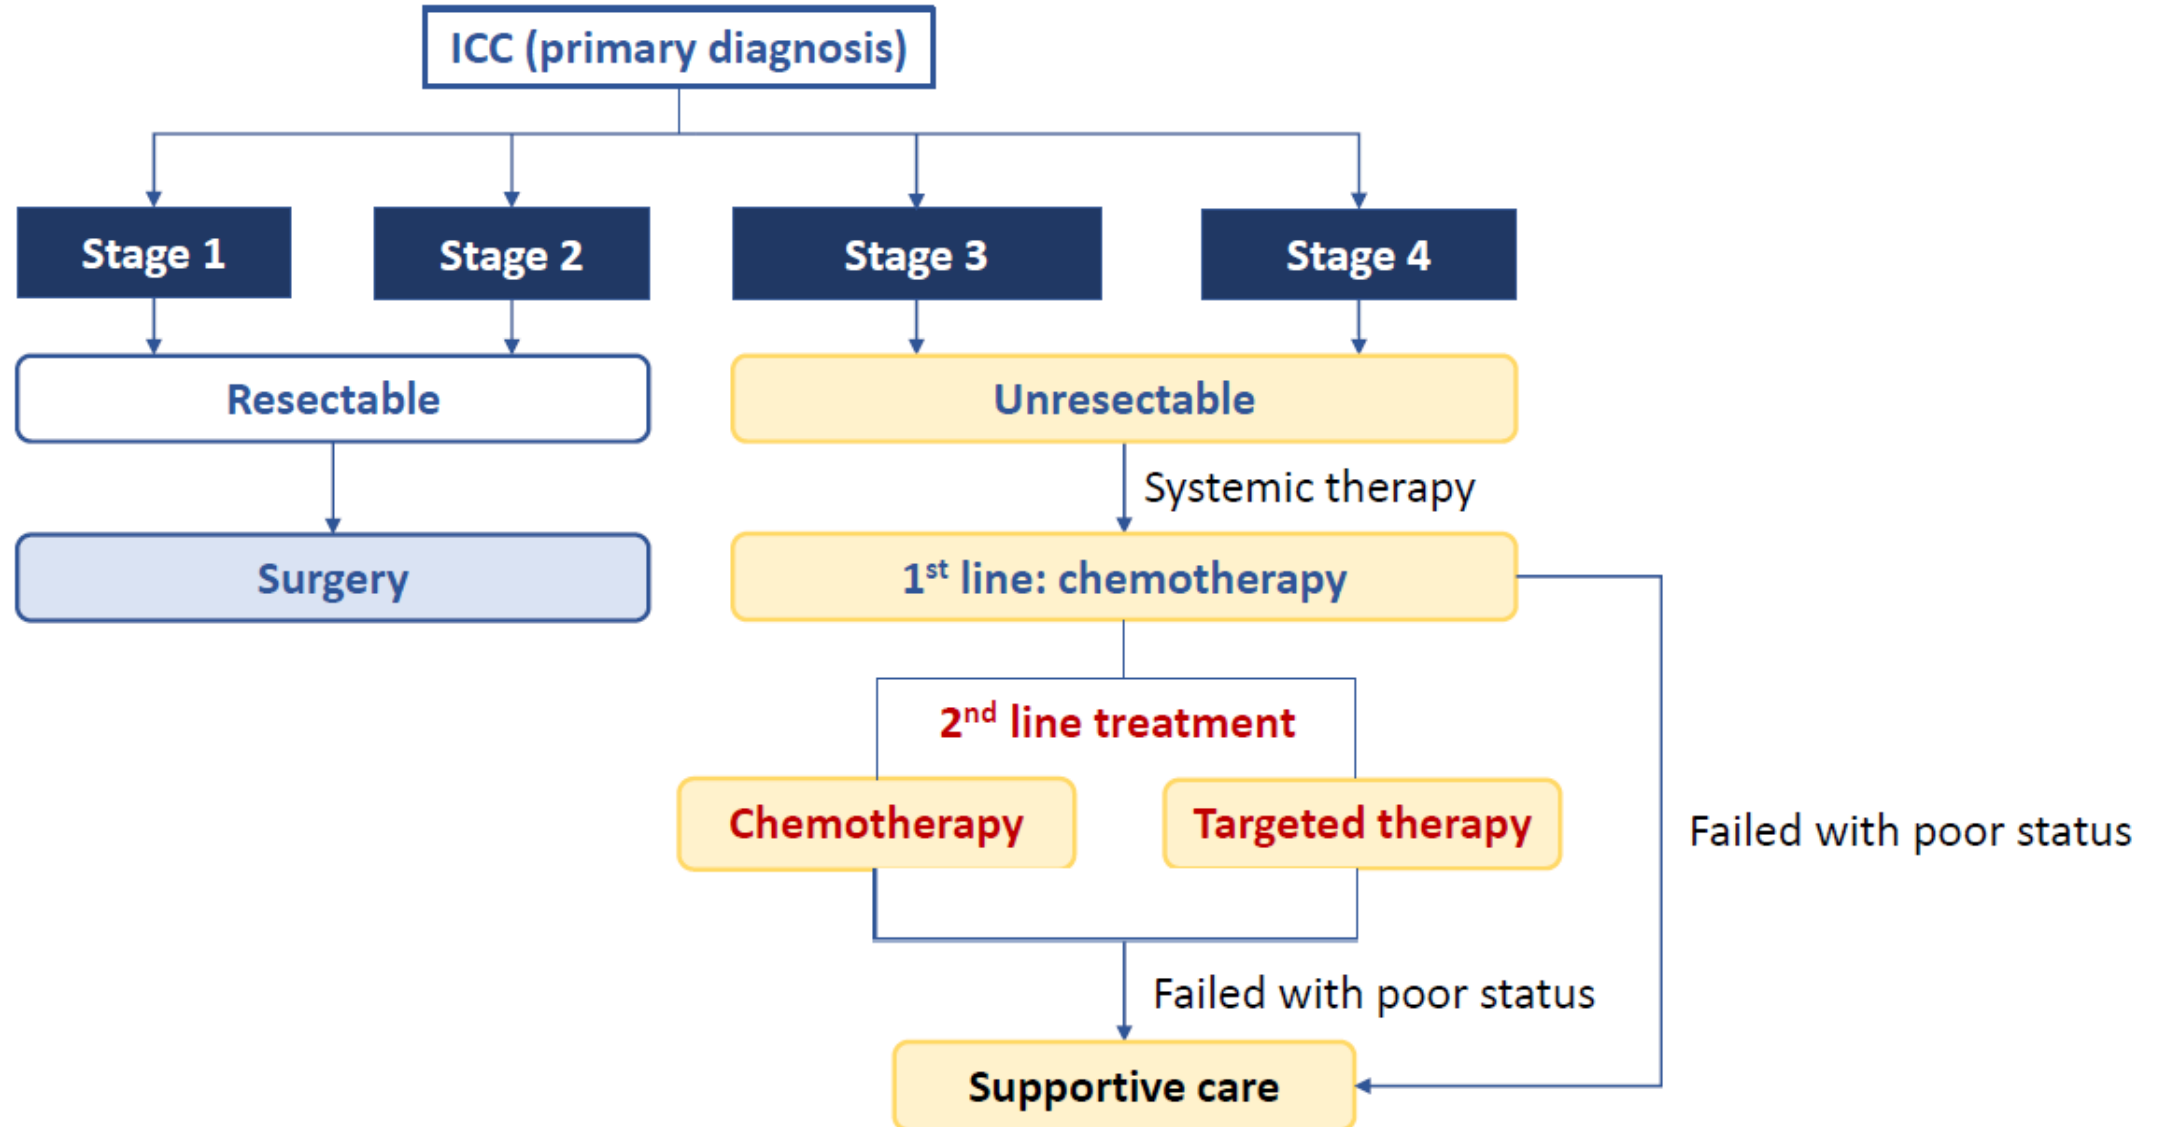 ICC (primary diagnosis)
Stage 1
Stage 2
Stage 3
Stage 4
Resectable
Unresectable
Systemic therapy
Surgery
1st line: chemotherapy
2nd line treatment
Chemotherapy
Targeted therapy
Failed with poor status
Failed with poor status
Supportive care